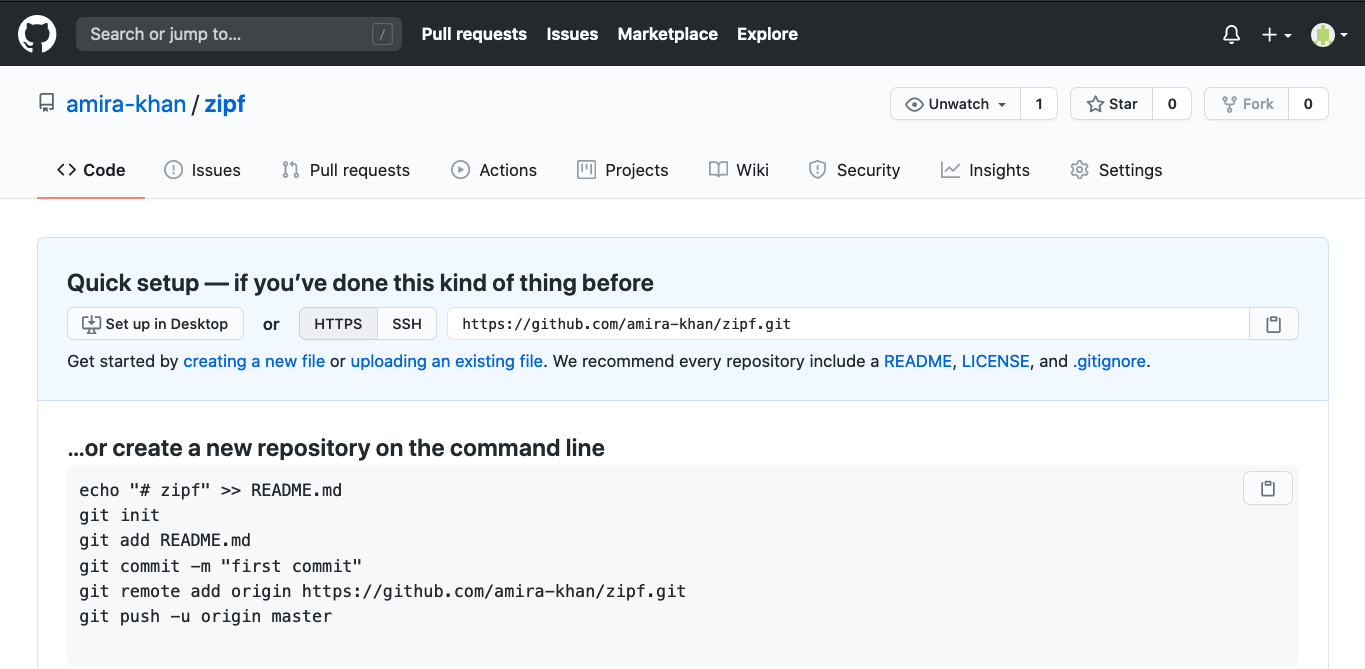 Search or jump to... / Pull requests Issues Marketplace Explore
amira-khan / zipf Unwatch 1 Star 0 Fork 0
Code Issues Pull requests Actions Projects Wiki Security Insights Settings
Quick setup — if you’ve done this kind of thing before
Set up in Desktop or HTTPS SSH https://github.com/amira-khan/zipf.git
Get started by creating a new file or uploading an existing file. We recommend every repository include a README, LICENSE, and .gitignore.
…or create a new repository on the command line
echo "# zipf" >> README.md
git init
git add README.md
git commit -m "first commit"
git remote add origin https://github.com/amira-khan/zipf.git
git push -u origin master